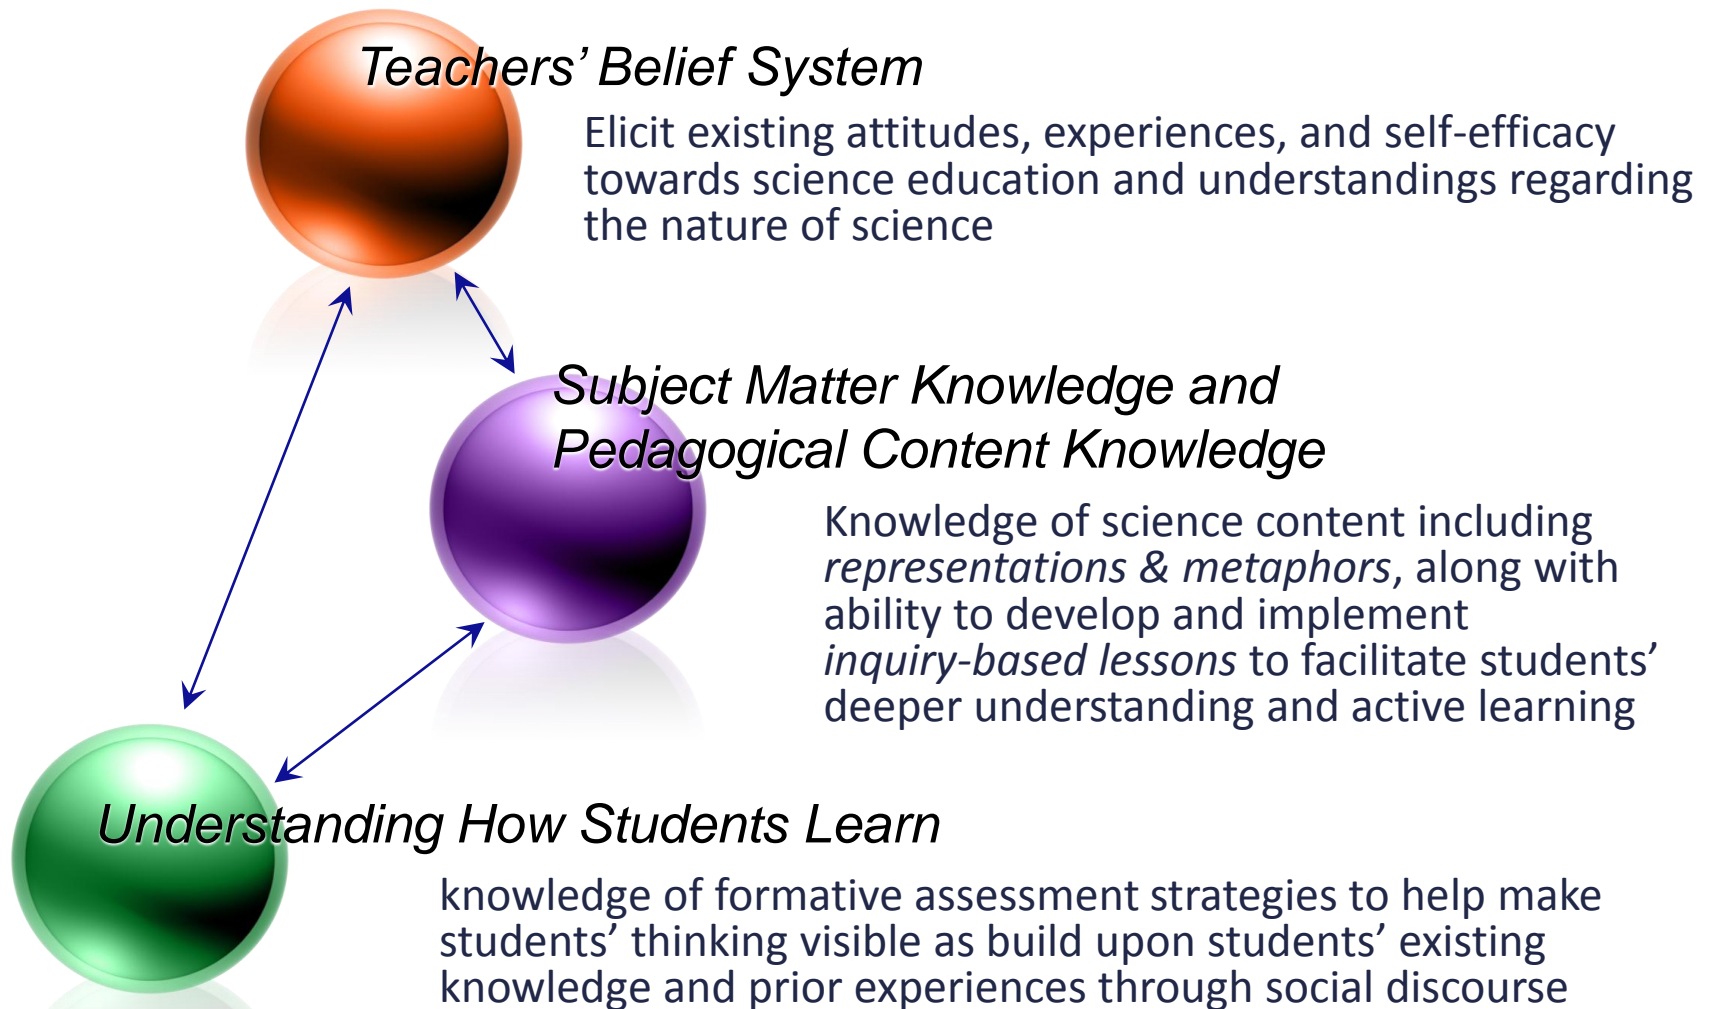 Teachers’ Belief System
Elicit existing attitudes, experiences, and self-efficacy
towards science education and understandings regarding
the nature of science
Subject Matter Knowledge and
Pedagogical Content Knowledge
Knowledge of science content including
representations & metaphors, along with
ability to develop and implement
inquiry-based lessons to facilitate students’
deeper understanding and active learning
Understanding How Students Learn
knowledge of formative assessment strategies to help make
students’ thinking visible as build upon students’ existing
knowledge and prior experiences through social discourse